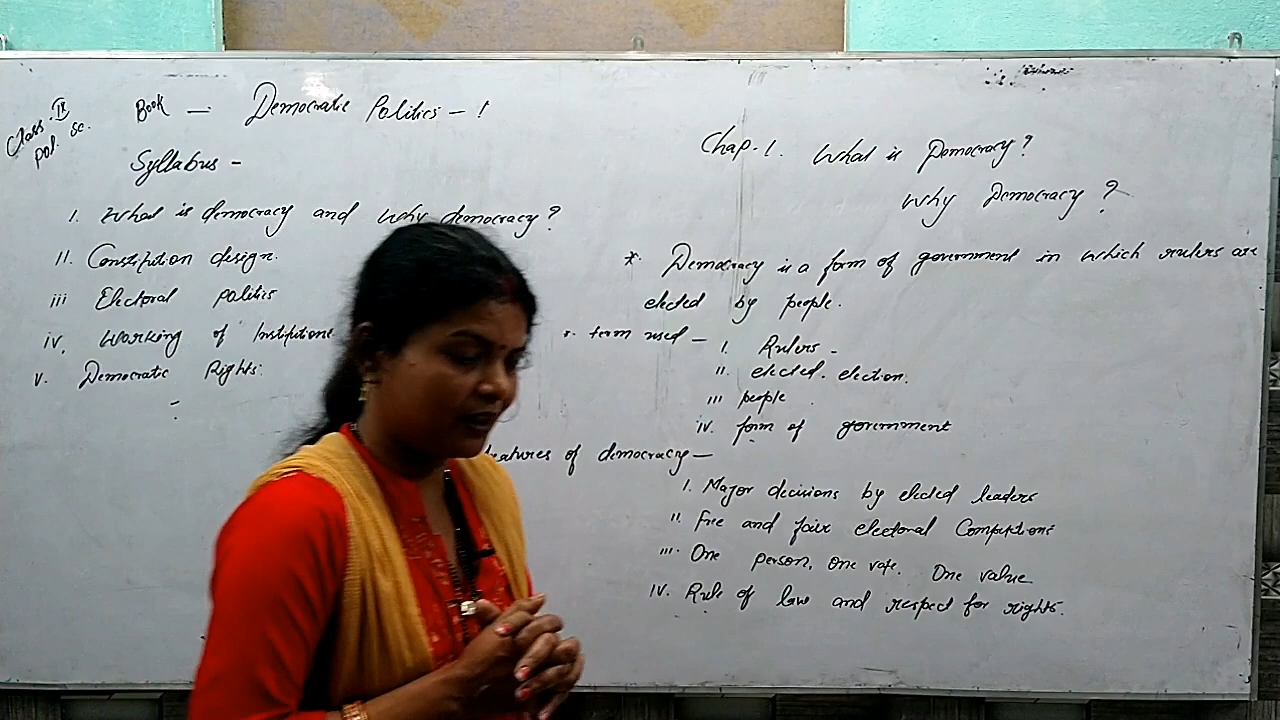 Class. IX
Pol. Sc.
Book — Democratic Politics - 1
Syllabus -
I. What is democracy and why democracy?
II. Constitution design.
iii Electoral politics
iv. Working of Institutions
v. Democratic Rights.
Chap. 1. What is Democracy?
Why Democracy?
* Democracy is a form of government in which rulers are
elected by people.
* term used -
I. Rulers -
II. elected. election.
III people
iv. form of government
features of democracy—
I. Major decisions by elected leaders
II. Free and fair electoral Competitions
III. One person, one vote. One value
IV. Rule of law and respect for rights.